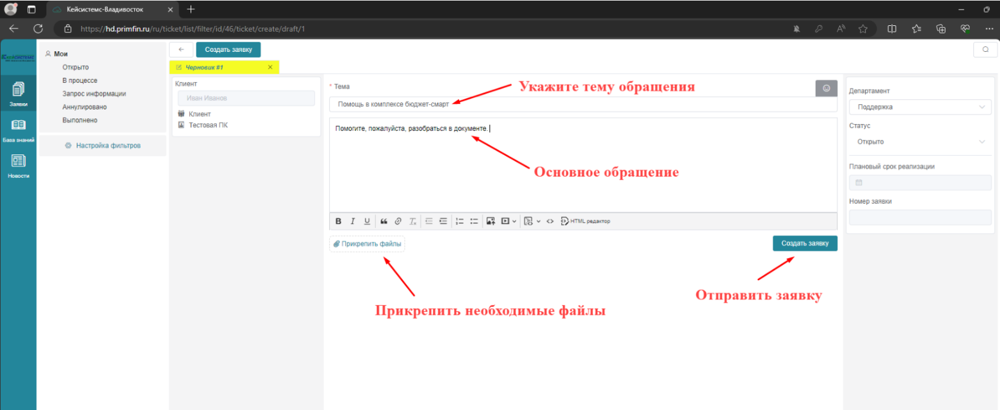 Кейсистемс-Владивосток
https://hd.primfin.ru/ru/ticket/list/filter/id/46/ticket/create/draft/1
Кейсистемс
Заявки
База знаний
Новости
Мои
Открыто
В процессе
Запрос информации
Аннулировано
Выполнено
Настройка фильтров
Создать заявку
Черновик #1
Клиент
Иван Иванов
Клиент
Тестовая ПК
* Тема
Укажите тему обращения
Помощь в комплексе бюджет-смарт
Помогите, пожалуйста, разобраться в документе.
Основное обращение
B I U HTML редактор
Прикрепить файлы
Создать заявку
Прикрепить необходимые файлы
Отправить заявку
Департамент
Поддержка
Статус
Открыто
Плановый срок реализации
Номер заявки